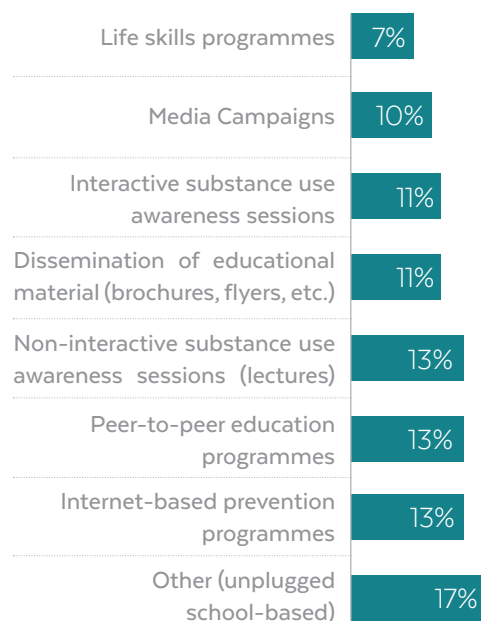 Life skills programmes
7%
Media Campaigns
10%
Interactive substance use
awareness sessions
11%
Dissemination of educational
material (brochures, flyers, etc.)
11%
Non-interactive substance use
awareness sessions (lectures)
13%
Peer-to-peer education
programmes
13%
Internet-based prevention
programmes
13%
Other (unplugged
school-based)
17%